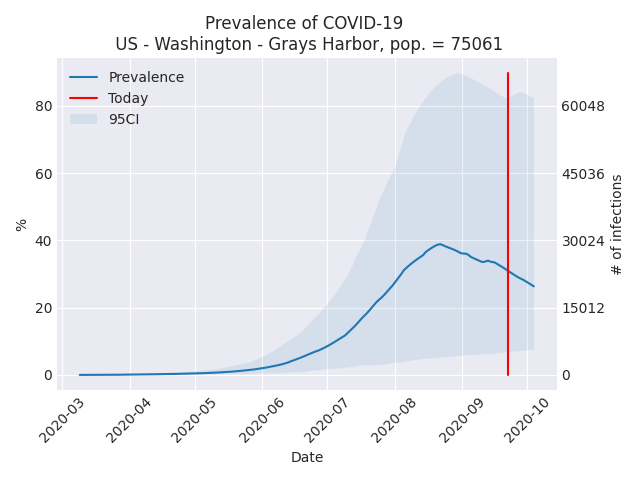 Prevalence of COVID-19
US - Washington - Grays Harbor, pop. = 75061
Prevalence
Today
95CI
80
60
40
20
0
%
60048
45036
30024
15012
0
# of infections
2020-03
2020-04
2020-05
2020-06
2020-07
2020-08
2020-09
2020-10
Date